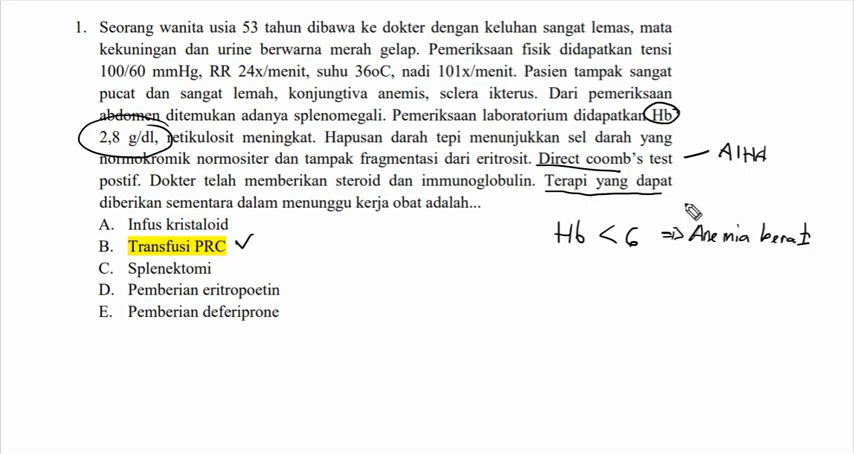 1. Seorang wanita usia 53 tahun dibawa ke dokter dengan keluhan sangat lemas, mata
kekuningan dan urine berwarna merah gelap. Pemeriksaan fisik didapatkan tensi
100/60 mmHg, RR 24x/menit, suhu 36oC, nadi 101x/menit. Pasien tampak sangat
pucat dan sangat lemah, konjungtiva anemis, sclera ikterus. Dari pemeriksaan
abdomen ditemukan adanya splenomegali. Pemeriksaan laboratorium didapatkan Hb
2,8 g/dl, retikulosit meningkat. Hapusan darah tepi menunjukkan sel darah yang
normokromik normositer dan tampak fragmentasi dari eritrosit. Direct coomb's test
postif. Dokter telah memberikan steroid dan immunoglobulin. Terapi yang dapat
diberikan sementara dalam menunggu kerja obat adalah...
A. Infus kristaloid
B. Transfusi PRC
C. Splenektomi
D. Pemberian eritropoetin
E. Pemberian deferiprone
AIHA
Hb < 6 => Anemia berat